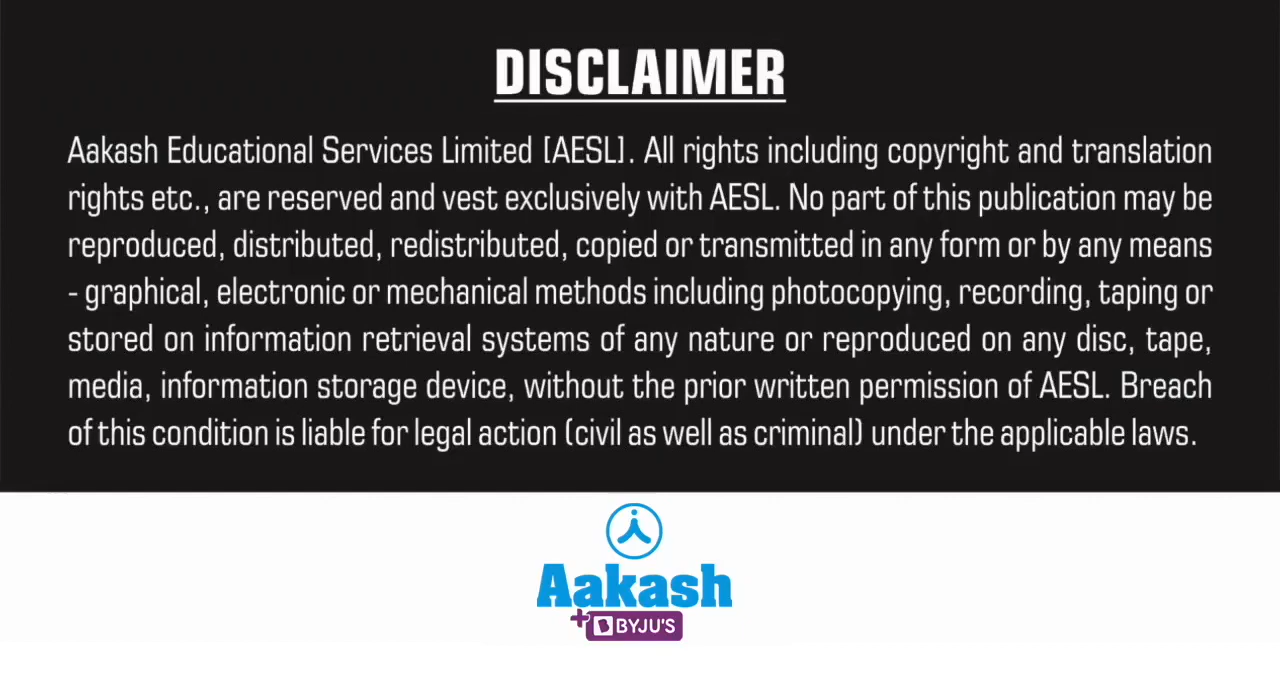 DISCLAIMER
Aakash Educational Services Limited [AESL]. All rights including copyright and translation
rights etc., are reserved and vest exclusively with AESL. No part of this publication may be
reproduced, distributed, redistributed, copied or transmitted in any form or by any means
- graphical, electronic or mechanical methods including photocopying, recording, taping or
stored on information retrieval systems of any nature or reproduced on any disc, tape,
media, information storage device, without the prior written permission of AESL. Breach
of this condition is liable for legal action (civil as well as criminal) under the applicable laws.
Aakash
+ BYJU'S